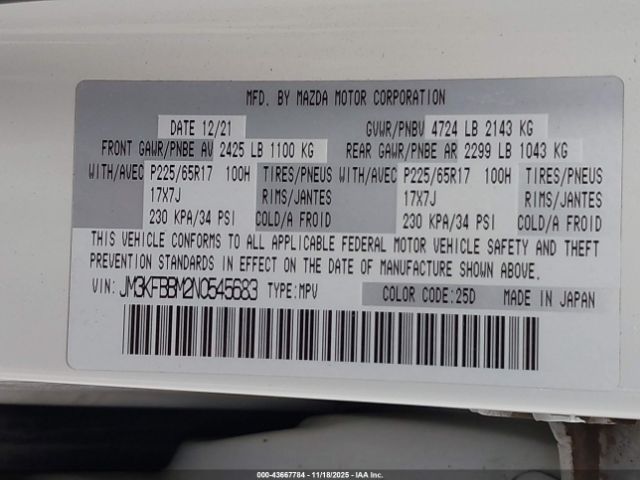 MFD. BY MAZDA MOTOR CORPORATION
DATE 12/21 GVWR/PNBV 4724 LB 2143 KG
FRONT GAWR/PNBE AV 2425 LB 1100 KG REAR GAWR/PNBE AR 2299 LB 1043 KG
WITH/AVEC P225/65R17 100H TIRES/PNEUS WITH/AVEC P225/65R17 100H TIRES/PNEUS
17X7J RIMS/JANTES 17X7J RIMS/JANTES
230 KPA/34 PSI COLD/A FROID 230 KPA/34 PSI COLD/A FROID
THIS VEHICLE CONFORMS TO ALL APPLICABLE FEDERAL MOTOR VEHICLE SAFETY AND THEFT
PREVENTION STANDARDS IN EFFECT ON THE DATE OF MANUFACTURE SHOWN ABOVE.
VIN: JM3KFBBM2N0545683 TYPE:MPV COLOR CODE:25D MADE IN JAPAN
000-43667784 - 11/18/2025 - IAA Inc.